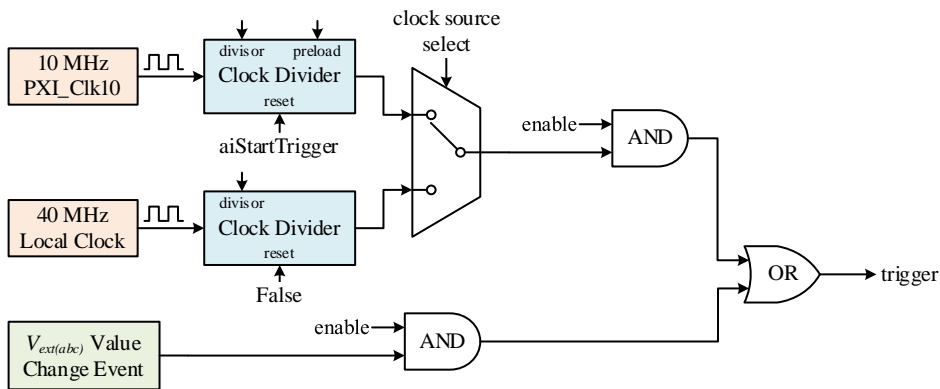 clock source
select
10 MHz
PXI_Clk10
divisor preload
Clock Divider
reset
aiStartTrigger
enable
AND
40 MHz
Local Clock
divisor
Clock Divider
reset
False
OR
trigger
enable
AND
Vext(abc) Value
Change Event